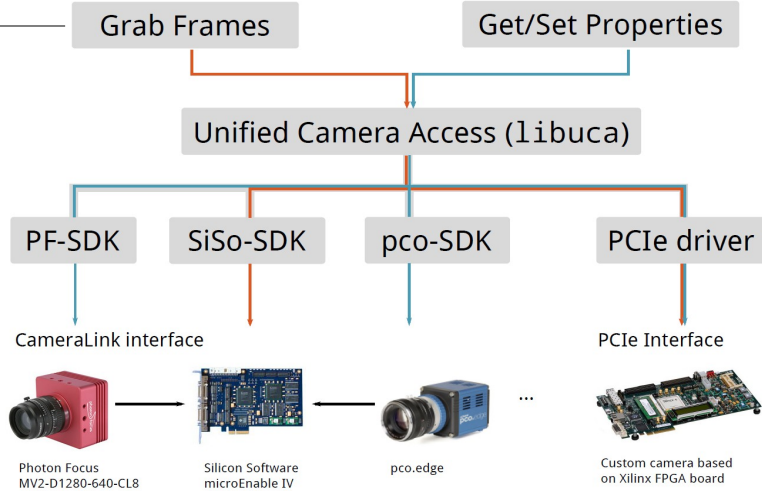 Grab Frames
Get/Set Properties
Unified Camera Access (libuca)
PF-SDK
SiSo-SDK
pco-SDK
PCIe driver
CameraLink interface
PCIe Interface
pco.edge
...
Photon Focus
MV2-D1280-640-CL8
Silicon Software
microEnable IV
pco.edge
Custom camera based
on Xilinx FPGA board